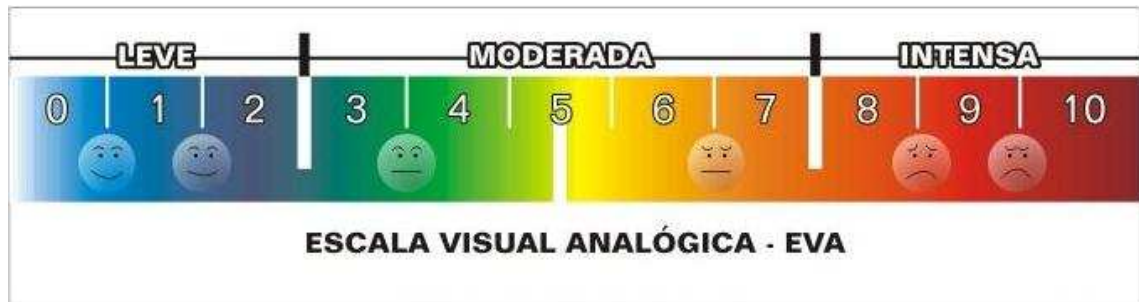 LEVE MODERADA INTENSA
0 1 2 3 4 5 6 7 8 9 10
ESCALA VISUAL ANALÓGICA - EVA